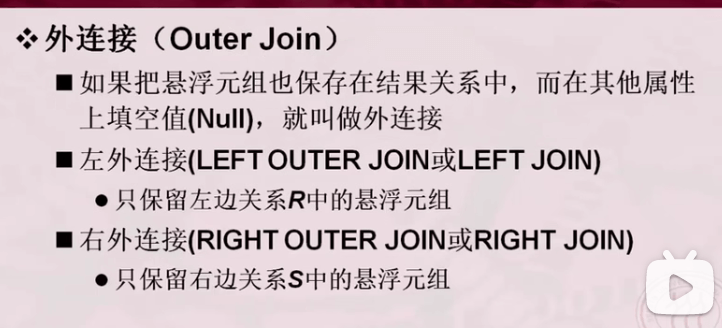 ❖外连接（Outer Join）
■如果把悬浮元组也保存在结果关系中，而在其他属性
上填空值(Null)，就叫做外连接
■左外连接(LEFT OUTER JOIN或LEFT JOIN)
●只保留左边关系R中的悬浮元组
■右外连接(RIGHT OUTER JOIN或RIGHT JOIN)
●只保留右边关系S中的悬浮元组